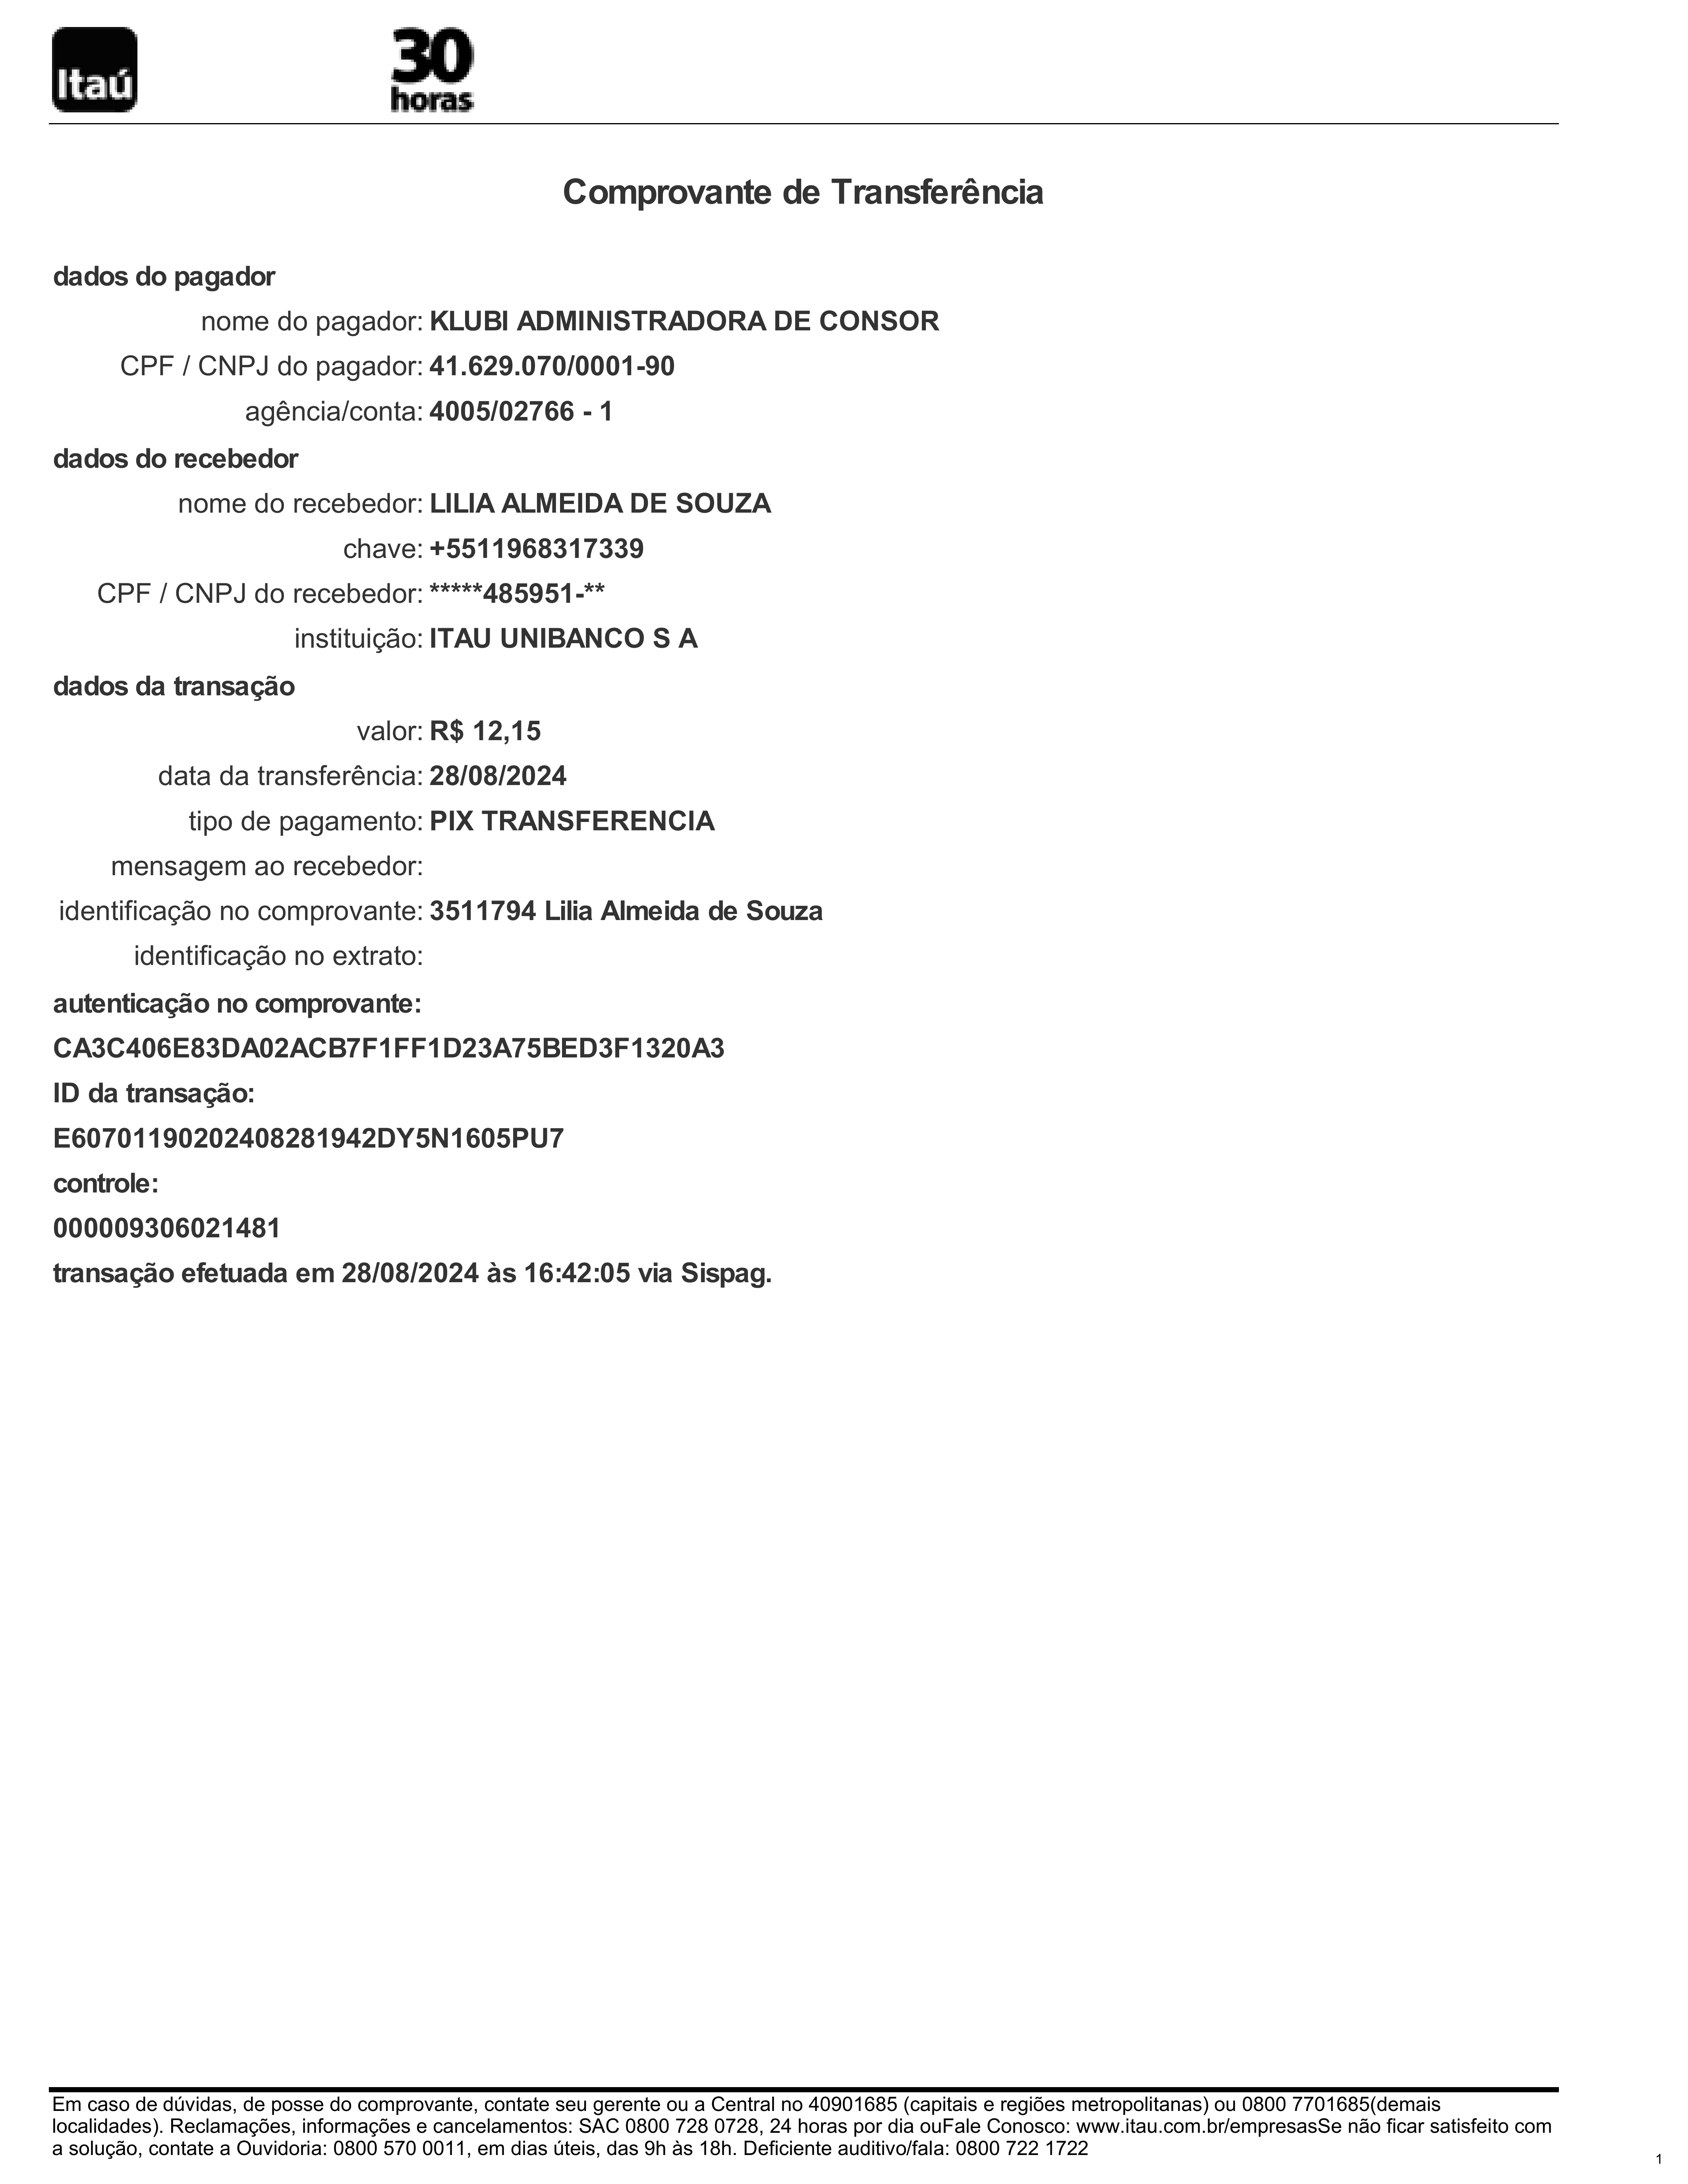 Itaú
30
horas
Comprovante de Transferência
dados do pagador
nome do pagador: KLUBI ADMINISTRADORA DE CONSOR
CPF / CNPJ do pagador: 41.629.070/0001-90
agência/conta: 4005/02766 - 1
dados do recebedor
nome do recebedor: LILIA ALMEIDA DE SOUZA
chave: +5511968317339
CPF / CNPJ do recebedor: *****485951-**
instituição: ITAU UNIBANCO S A
dados da transação
valor: R$ 12,15
data da transferência: 28/08/2024
tipo de pagamento: PIX TRANSFERENCIA
mensagem ao recebedor:
identificação no comprovante: 3511794 Lilia Almeida de Souza
identificação no extrato:
autenticação no comprovante:
CA3C406E83DA02ACB7F1FF1D23A75BED3F1320A3
ID da transação:
E60701190202408281942DY5N1605PU7
controle:
000009306021481
transação efetuada em 28/08/2024 às 16:42:05 via Sispag.
Em caso de dúvidas, de posse do comprovante, contate seu gerente ou a Central no 40901685 (capitais e regiões metropolitanas) ou 0800 7701685(demais
localidades). Reclamações, informações e cancelamentos: SAC 0800 728 0728, 24 horas por dia ouFale Conosco: www.itau.com.br/empresasSe não ficar satisfeito com
a solução, contate a Ouvidoria: 0800 570 0011, em dias úteis, das 9h às 18h. Deficiente auditivo/fala: 0800 722 1722
1